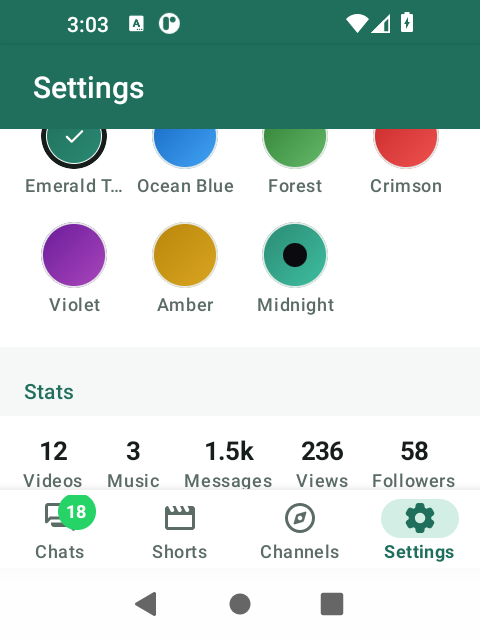 3:03
Settings
Emerald T...
Ocean Blue
Forest
Crimson
Violet
Amber
Midnight
Stats
12
3
1.5k
236
58
Videos
Music
Messages
Views
Followers
18
Chats
Shorts
Channels
Settings